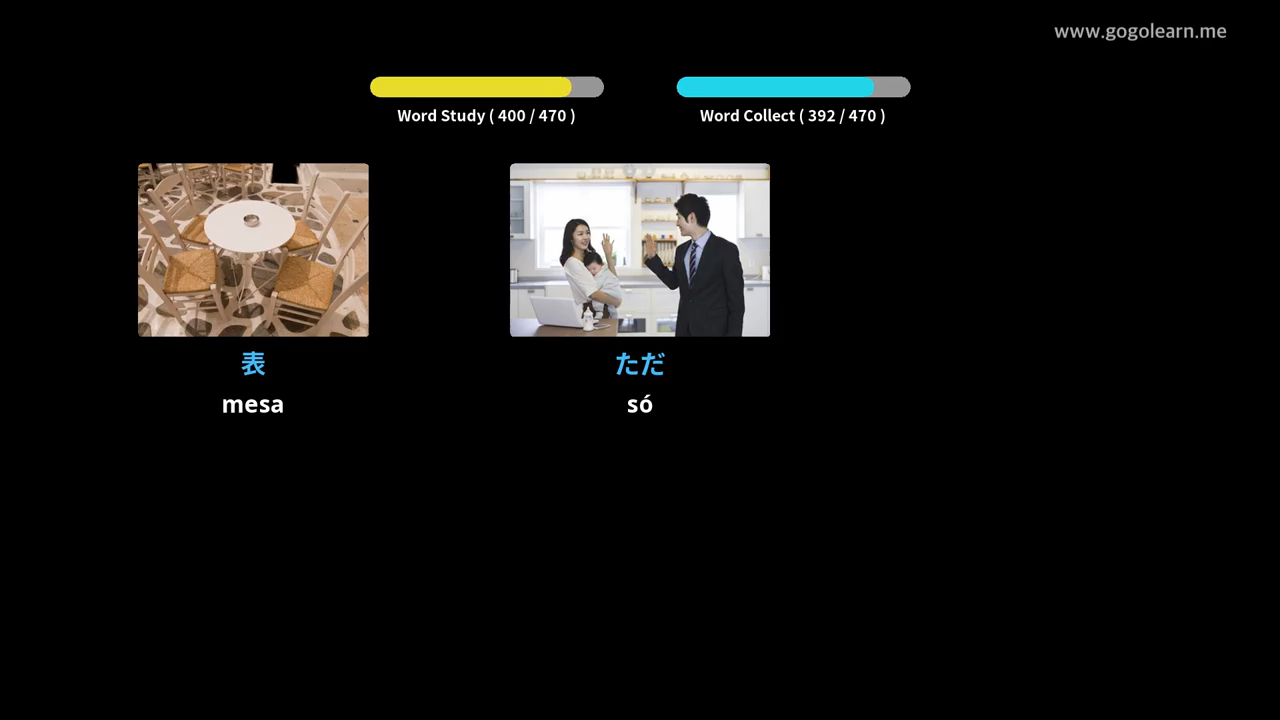 www.gogolearn.me
Word Study ( 400 / 470 )
Word Collect ( 392 / 470 )
表
mesa
ただ
só